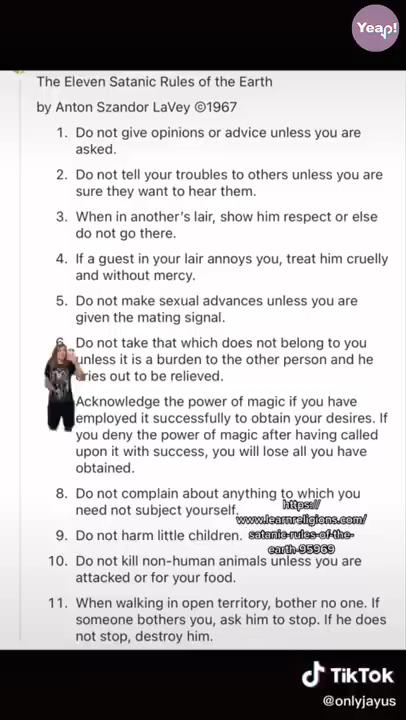 Yeap!
The Eleven Satanic Rules of the Earth
by Anton Szandor LaVey ©1967
1. Do not give opinions or advice unless you are
asked.
2. Do not tell your troubles to others unless you are
sure they want to hear them.
3. When in another's lair, show him respect or else
do not go there.
4. If a guest in your lair annoys you, treat him cruelly
and without mercy.
5. Do not make sexual advances unless you are
given the mating signal.
6. Do not take that which does not belong to you
unless it is a burden to the other person and he
cries out to be relieved.
Acknowledge the power of magic if you have
employed it successfully to obtain your desires. If
you deny the power of magic after having called
upon it with success, you will lose all you have
obtained.
8. Do not complain about anything to which you
need not subject yourself.
9. Do not harm little children.
https://
www.learnreligions.com/
satanic-rules-of-the-
earth-95969
10. Do not kill non-human animals unless you are
attacked or for your food.
11. When walking in open territory, bother no one. If
someone bothers you, ask him to stop. If he does
not stop, destroy him.
TikTok
@onlyjayus